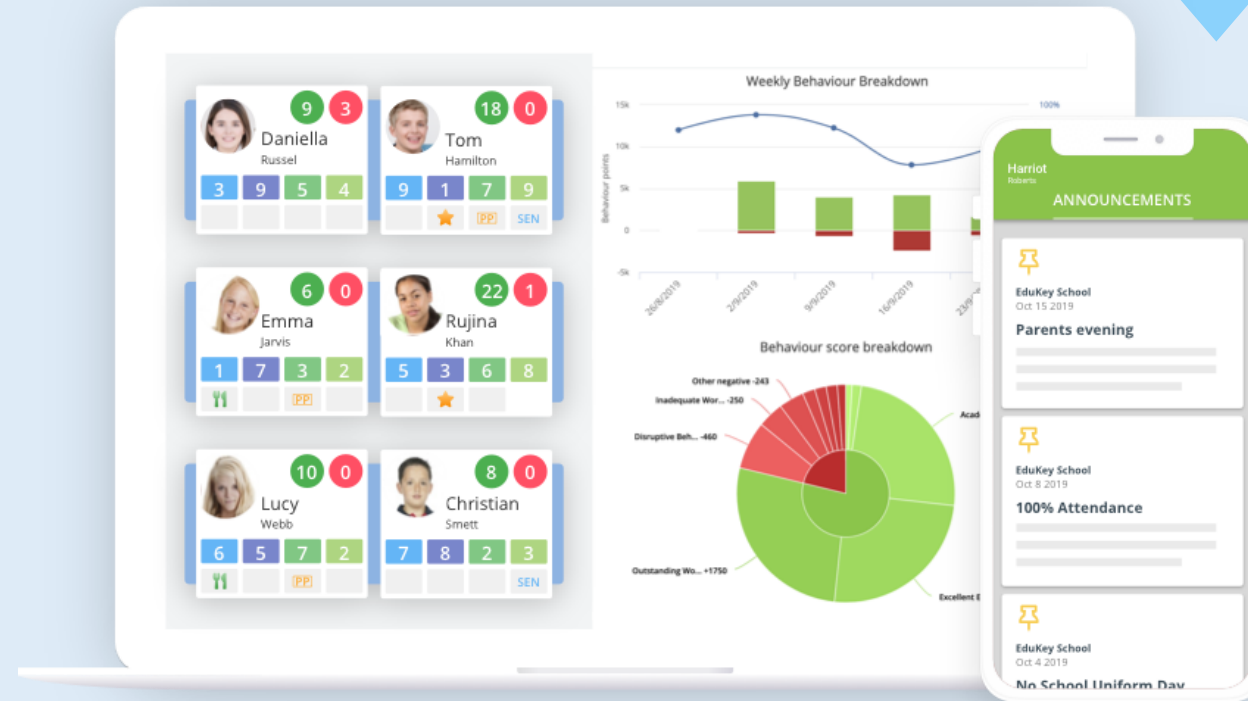 9 3
Daniella
Russel
3 9 5 4
18 0
Tom
Hamilton
9 1 7 9
PP SEN
6 0
Emma
Jarvis
1 7 3 2
PP
22 1
Rujina
Khan
5 3 6 8
10 0
Lucy
Webb
6 5 7 2
PP
8 0
Christian
Smett
7 8 2 3
SEN
Weekly Behaviour Breakdown
15k
100%
10k
5k
0
-5k
Behaviour points
26/8/2019
2/9/2019
9/9/2019
16/9/2019
23/9
Behaviour score breakdown
Other negative -243
Inadequate Wor... -250
Disruptive Beh... -460
Acad
Outstanding Wo... +1750
Excellent E
Harriot
Roberto
ANNOUNCEMENTS
EduKey School
Oct 15 2019
Parents evening
EduKey School
Oct 8 2019
100% Attendance
EduKey School
Oct 4 2019
No School Uniform Day